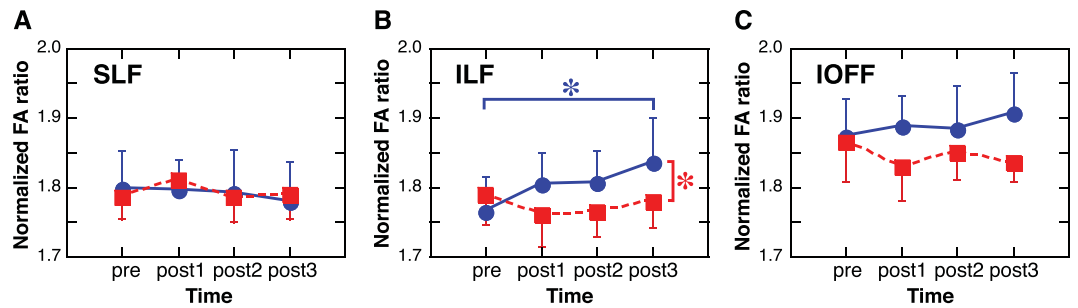 A
Normalized FA ratio
2.0
1.9
1.8
1.7
SLF
pre post1 post2 post3
Time
B
Normalized FA ratio
2.0
1.9
1.8
1.7
ILF
*
*
pre post1 post2 post3
Time
C
Normalized FA ratio
2.0
1.9
1.8
1.7
IOFF
pre post1 post2 post3
Time